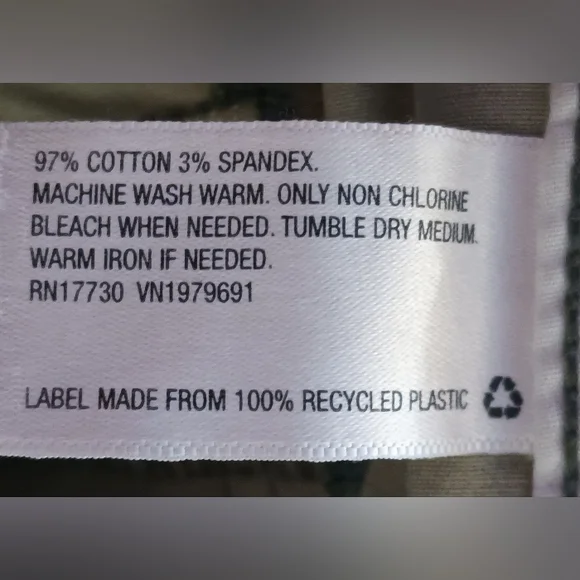 97% COTTON 3% SPANDEX.
MACHINE WASH WARM. ONLY NON CHLORINE
BLEACH WHEN NEEDED. TUMBLE DRY MEDIUM.
WARM IRON IF NEEDED.
RN17730 VN1979691
LABEL MADE FROM 100% RECYCLED PLASTIC